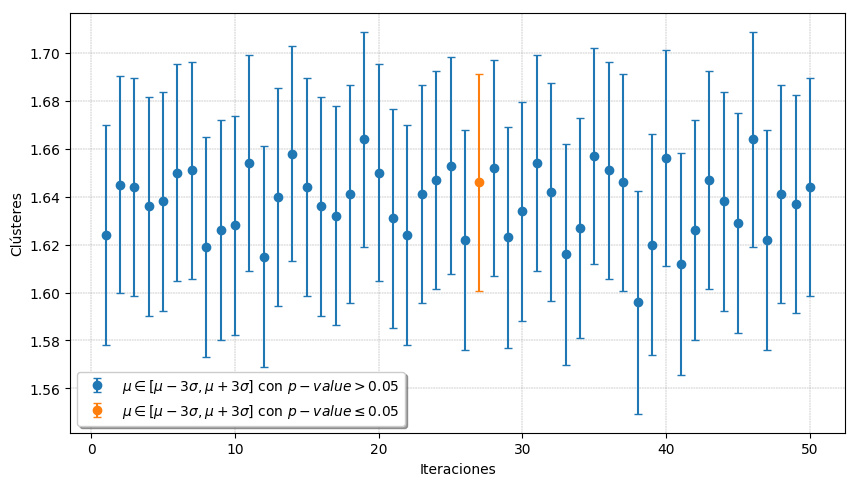 1.70
1.68
1.66
1.64
1.62
1.60
1.58
1.56
Clústeres
μ ∈ [μ − 3σ, μ + 3σ] con p − value > 0.05
μ ∈ [μ − 3σ, μ + 3σ] con p − value ≤ 0.05
0 10 20 30 40 50
Iteraciones